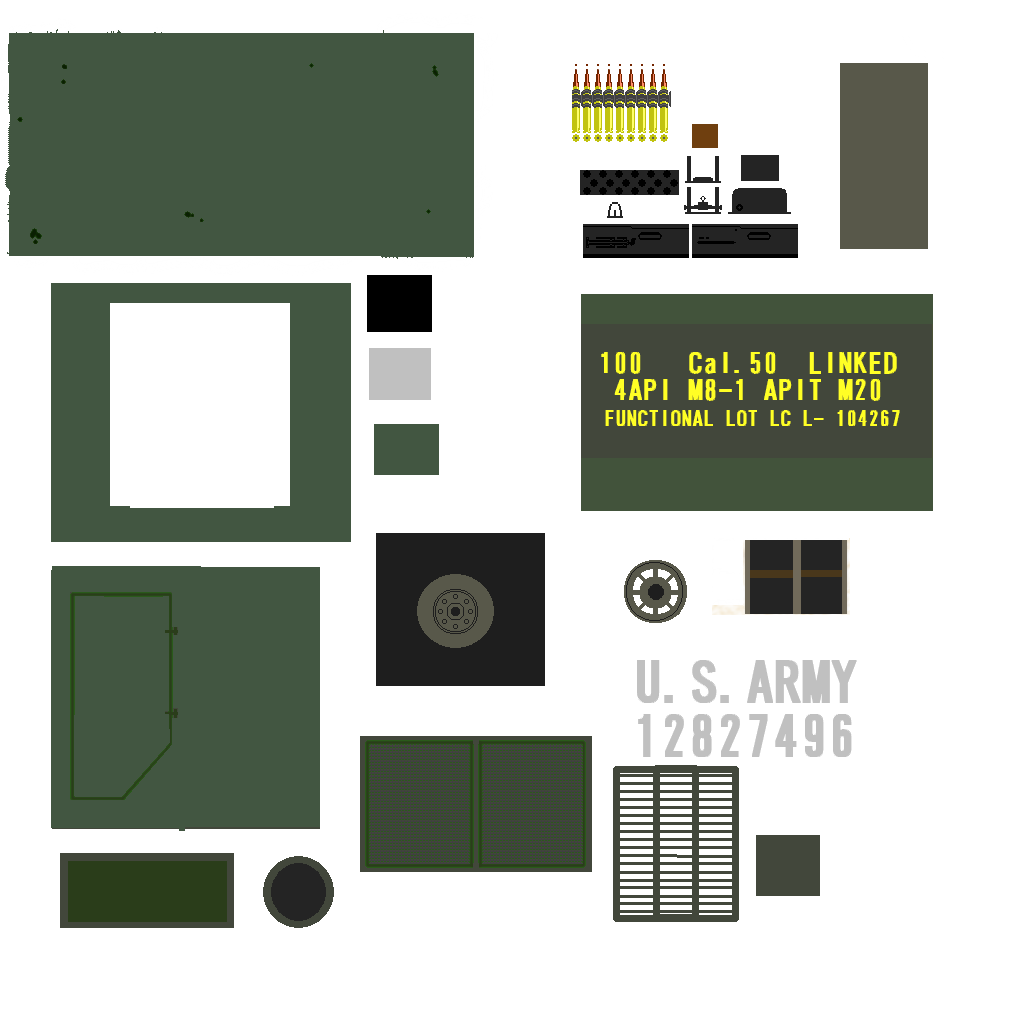 100 Cal.50 LINKED
4API M8-1 APIT M20
FUNCTIONAL LOT LC L- 104267
U. S. ARMY
12827496